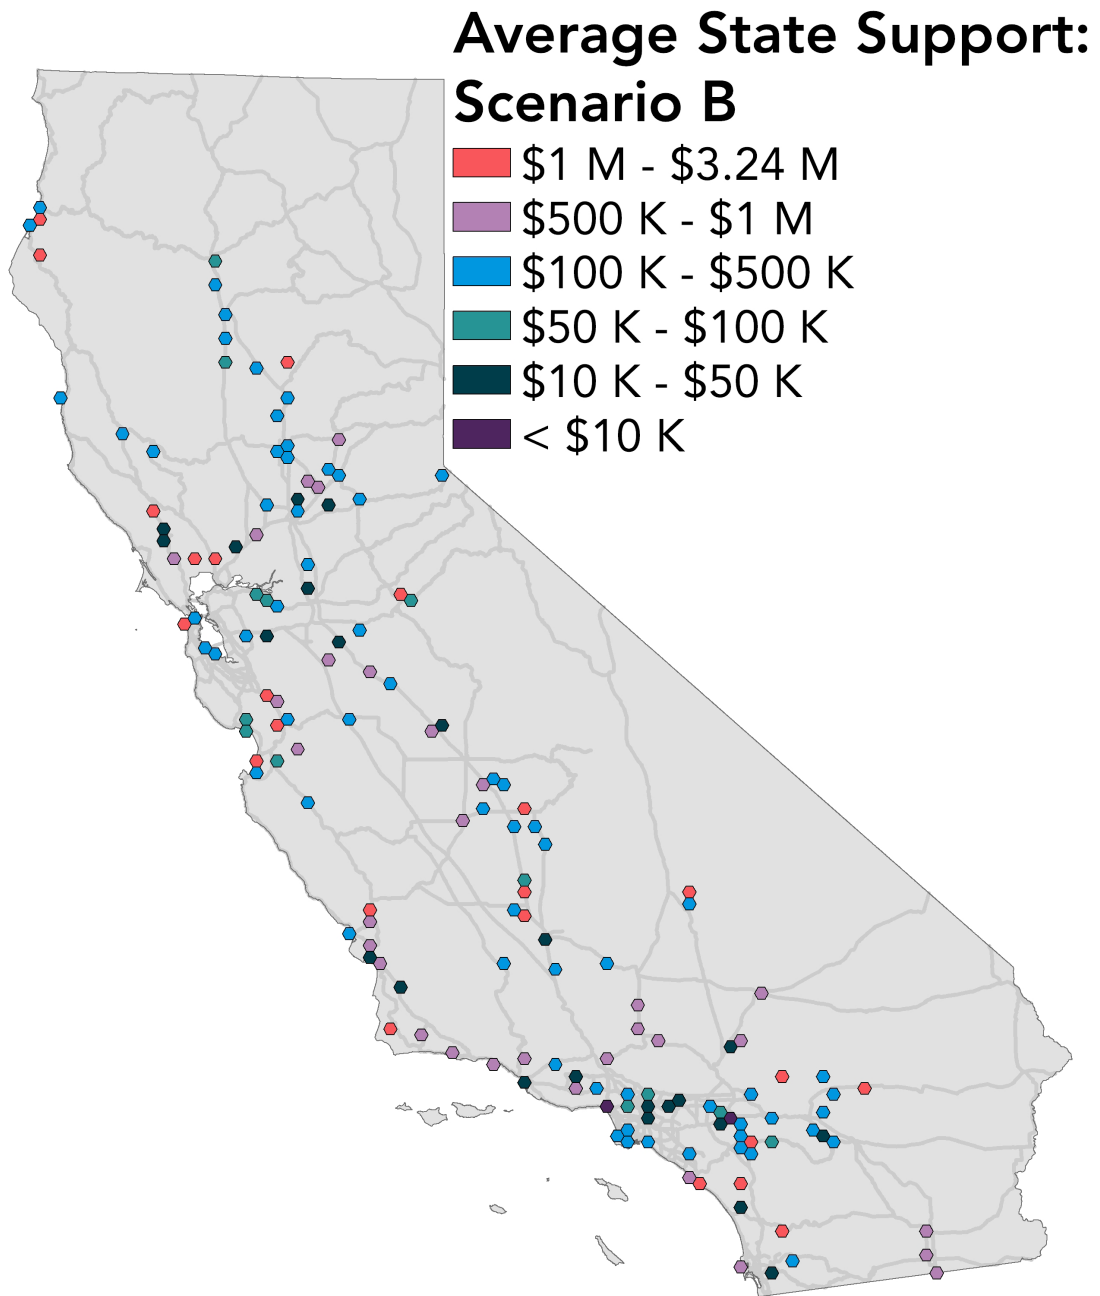 Average State Support:
Scenario B
$1 M - $3.24 M
$500 K - $1 M
$100 K - $500 K
$50 K - $100 K
$10 K - $50 K
< $10 K